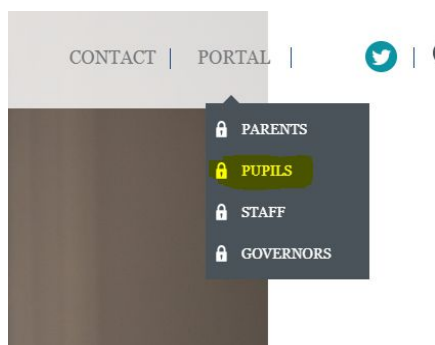 CONTACT | PORTAL |
PARENTS
PUPILS
STAFF
GOVERNORS